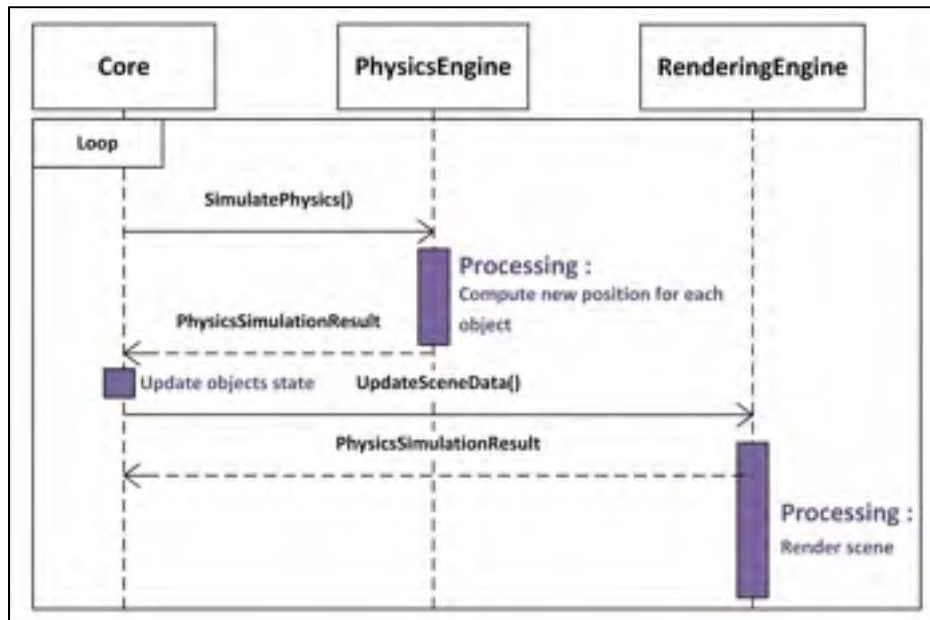 Core
PhysicsEngine
RenderingEngine
Loop
SimulatePhysics()
Processing :
Compute new position for each
object
PhysicsSimulationResult
Update objects state
UpdateSceneData()
PhysicsSimulationResult
Processing :
Render scene